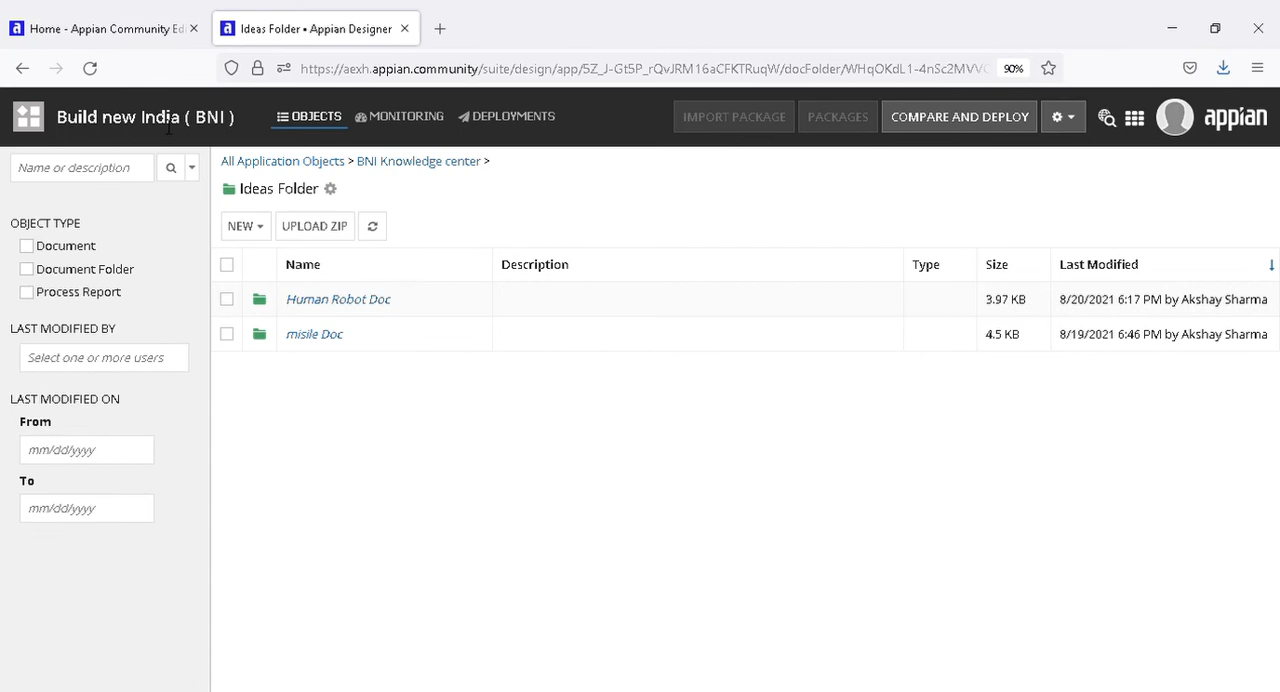 Home - Appian Community Edi
Ideas Folder • Appian Designer
https://aexh.appian.community/suite/design/app/5Z_J-Gt5P_rQvJRM16aCFKTRuqW/docFolder/WHqOKdL1-4nSc2MVVC
90%
Build new India ( BNI )
OBJECTS
MONITORING
DEPLOYMENTS
IMPORT PACKAGE
PACKAGES
COMPARE AND DEPLOY
appian
Name or description
All Application Objects > BNI Knowledge center >
Ideas Folder
NEW
UPLOAD ZIP
OBJECT TYPE
Document
Document Folder
Process Report
LAST MODIFIED BY
Select one or more users
LAST MODIFIED ON
From
mm/dd/yyyy
To
mm/dd/yyyy
Name Description Type Size Last Modified
Human Robot Doc 3.97 KB 8/20/2021 6:17 PM by Akshay Sharma
misile Doc 4.5 KB 8/19/2021 6:46 PM by Akshay Sharma